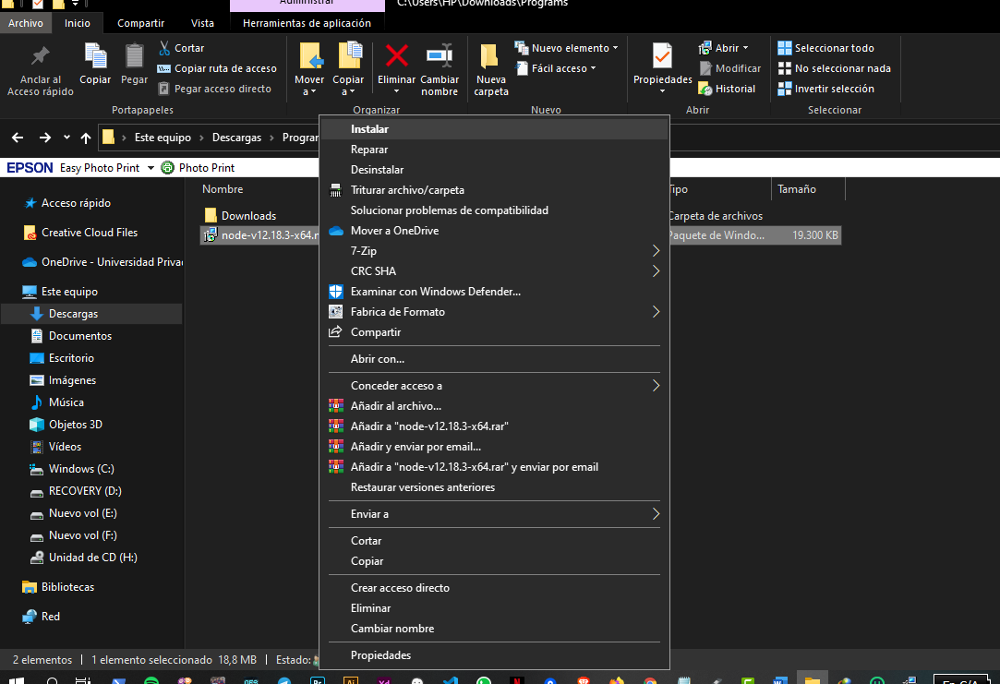 Administrar
C:\Users\HP\Downloads\Programs
Archivo
Inicio
Compartir
Vista
Herramientas de aplicación
Anclar al
Acceso rápido
Copiar
Pegar
Cortar
Copiar ruta de acceso
Pegar acceso directo
Mover
a
Copiar
a
Eliminar
Cambiar
nombre
Nueva
carpeta
Nuevo elemento
Fácil acceso
Propiedades
Abrir
Modificar
Historial
Seleccionar todo
No seleccionar nada
Invertir selección
Portapapeles
Organizar
Nuevo
Abrir
Seleccionar
Este equipo
Descargas
Program
EPSON Easy Photo Print
Photo Print
Acceso rápido
Creative Cloud Files
OneDrive - Universidad Priva
Este equipo
Descargas
Documentos
Escritorio
Imágenes
Música
Objetos 3D
Vídeos
Windows (C:)
RECOVERY (D:)
Nuevo vol (E:)
Nuevo vol (F:)
Unidad de CD (H:)
Bibliotecas
Red
Nombre
Tipo
Tamaño
Downloads
Carpeta de archivos
node-v12.18.3-x64.r
Paquete de Windo...
19.300 KB
Instalar
Reparar
Desinstalar
Triturar archivo/carpeta
Solucionar problemas de compatibilidad
Mover a OneDrive
7-Zip
CRC SHA
Examinar con Windows Defender...
Fabrica de Formato
Compartir
Abrir con...
Conceder acceso a
Añadir al archivo...
Añadir a "node-v12.18.3-x64.rar"
Añadir y enviar por email...
Añadir a "node-v12.18.3-x64.rar" y enviar por email
Restaurar versiones anteriores
Enviar a
Cortar
Copiar
Crear acceso directo
Eliminar
Cambiar nombre
Propiedades
2 elementos
1 elemento seleccionado 18,8 MB
Estado: